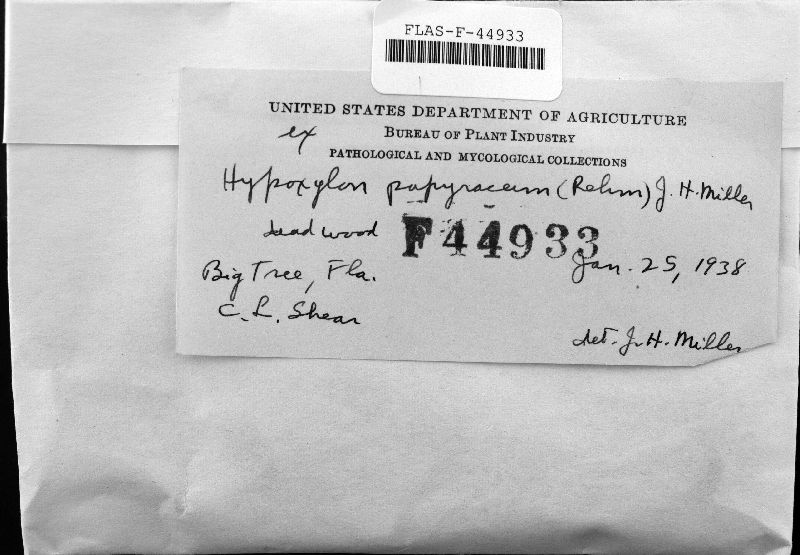 FLAS-F-44933
UNITED STATES DEPARTMENT OF AGRICULTURE
ex BUREAU OF PLANT INDUSTRY
PATHOLOGICAL AND MYCOLOGICAL COLLECTIONS
Hypoxylon papyraceum (Rehm) J. H. Miller
dead wood F44933
Big Tree, Fla. Jan. 25, 1938
C. L. Shear
det. J. H. Miller